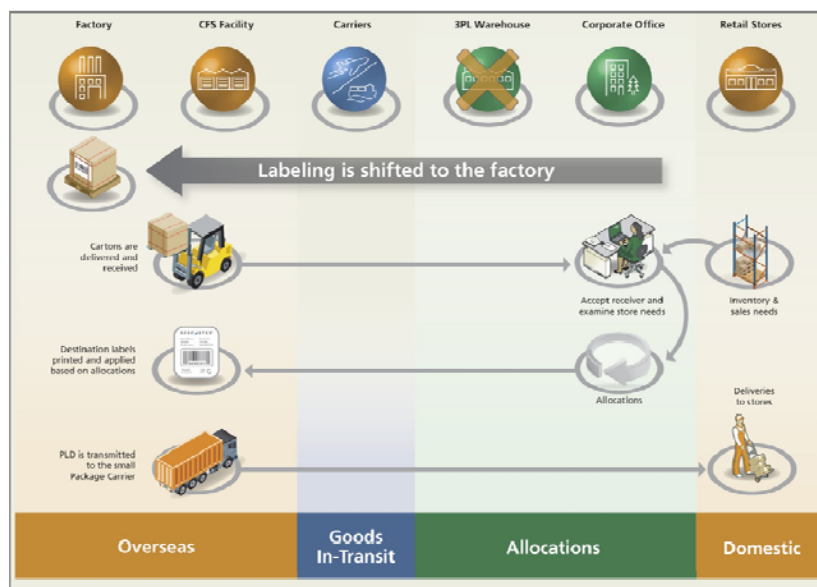 Factory
CFS Facility
Carriers
3PL Warehouse
Corporate Office
Retail Stores
Labeling is shifted to the factory
Cartons are
delivered and
received
Accept receiver and
examine store needs
Inventory &
sales needs
Destination labels
printed and applied
based on allocations
Allocations
Deliveries
to stores
PLD is transmitted
to the small
Package Carrier
Overseas
Goods
In-Transit
Allocations
Domestic